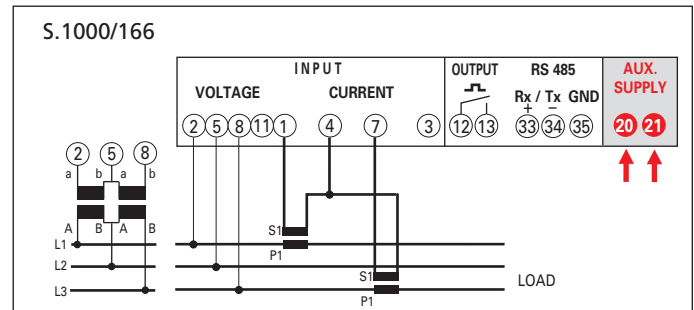 S.1000/166
INPUT OUTPUT RS 485 AUX. SUPPLY
VOLTAGE CURRENT Rx / Tx GND
+ −
2 5 8 11 1 4 7 3 12 13 33 34 35 20 21
2 5 8
a b a b
A B A B
S1
L1
P1
L2
S1
LOAD
L3
P1